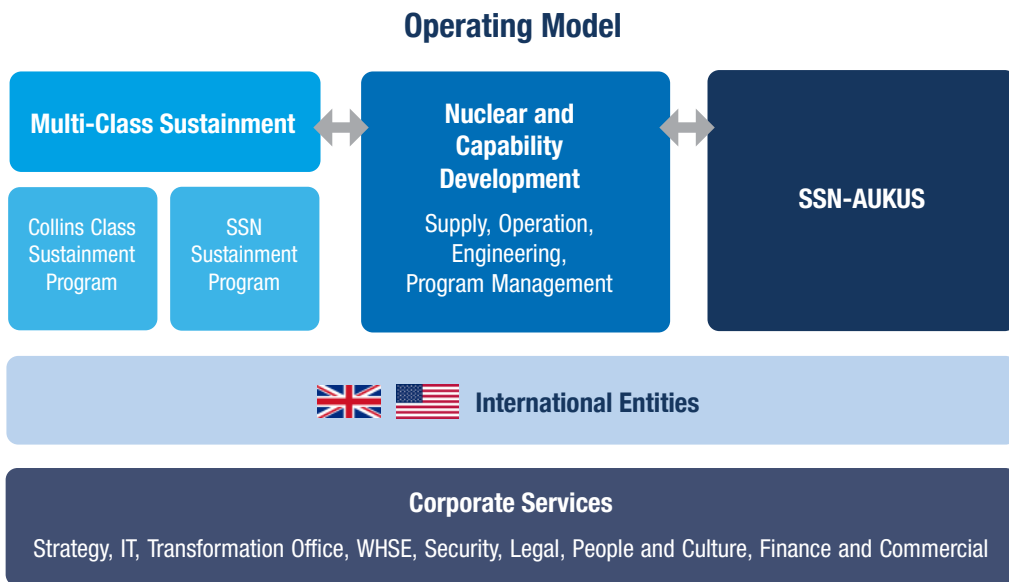 Operating Model
Multi-Class Sustainment
Collins Class
Sustainment
Program
SSN
Sustainment
Program
Nuclear and
Capability
Development
Supply, Operation,
Engineering,
Program Management
SSN-AUKUS
International Entities
Corporate Services
Strategy, IT, Transformation Office, WHSE, Security, Legal, People and Culture, Finance and Commercial